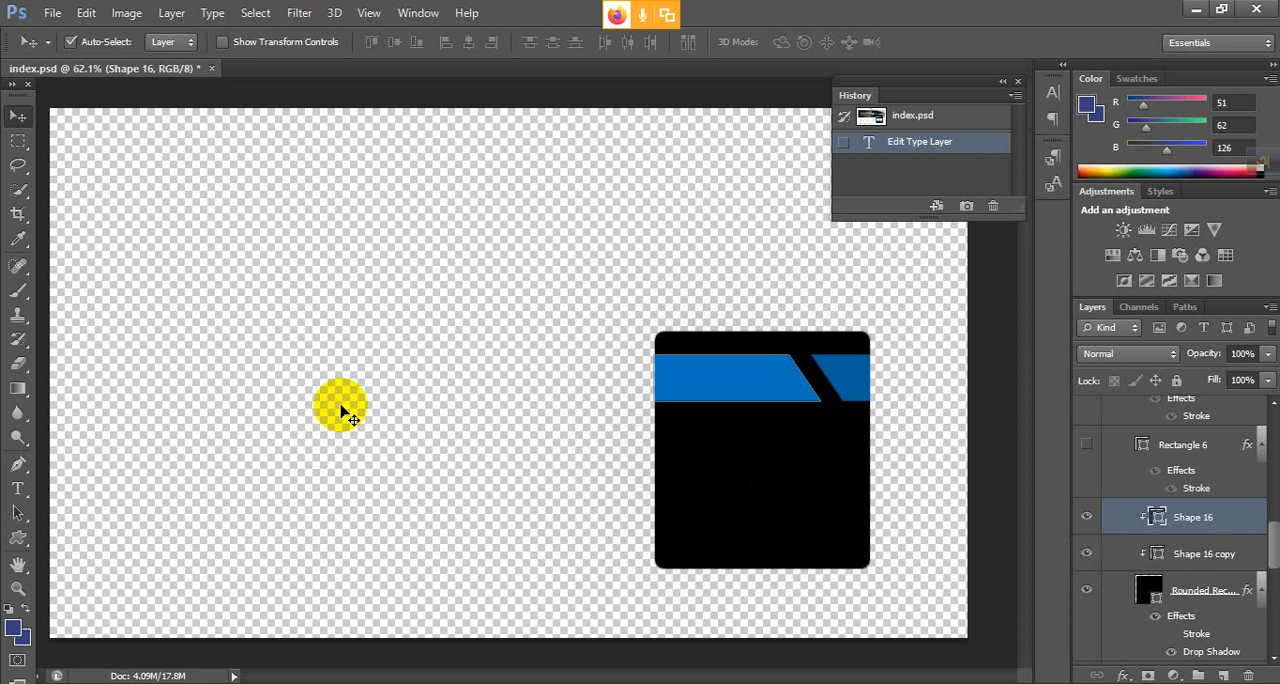 Ps File Edit Image Layer Type Select Filter 3D View Window Help
Auto-Select: Layer Show Transform Controls 3D Mode: Essentials
index.psd @ 62.1% (Shape 16, RGB/8) * ×
History
index.psd
T Edit Type Layer
Color Swatches
R 51
G 62
B 126
Adjustments Styles
Add an adjustment
Layers Channels Paths
Kind
Normal Opacity: 100%
Lock: Fill: 100%
Effects
Stroke
Rectangle 6 fx
Effects
Stroke
Shape 16
Shape 16 copy
Rounded Rec... fx
Effects
Stroke
Drop Shadow
Doc: 4.09M/17.8M